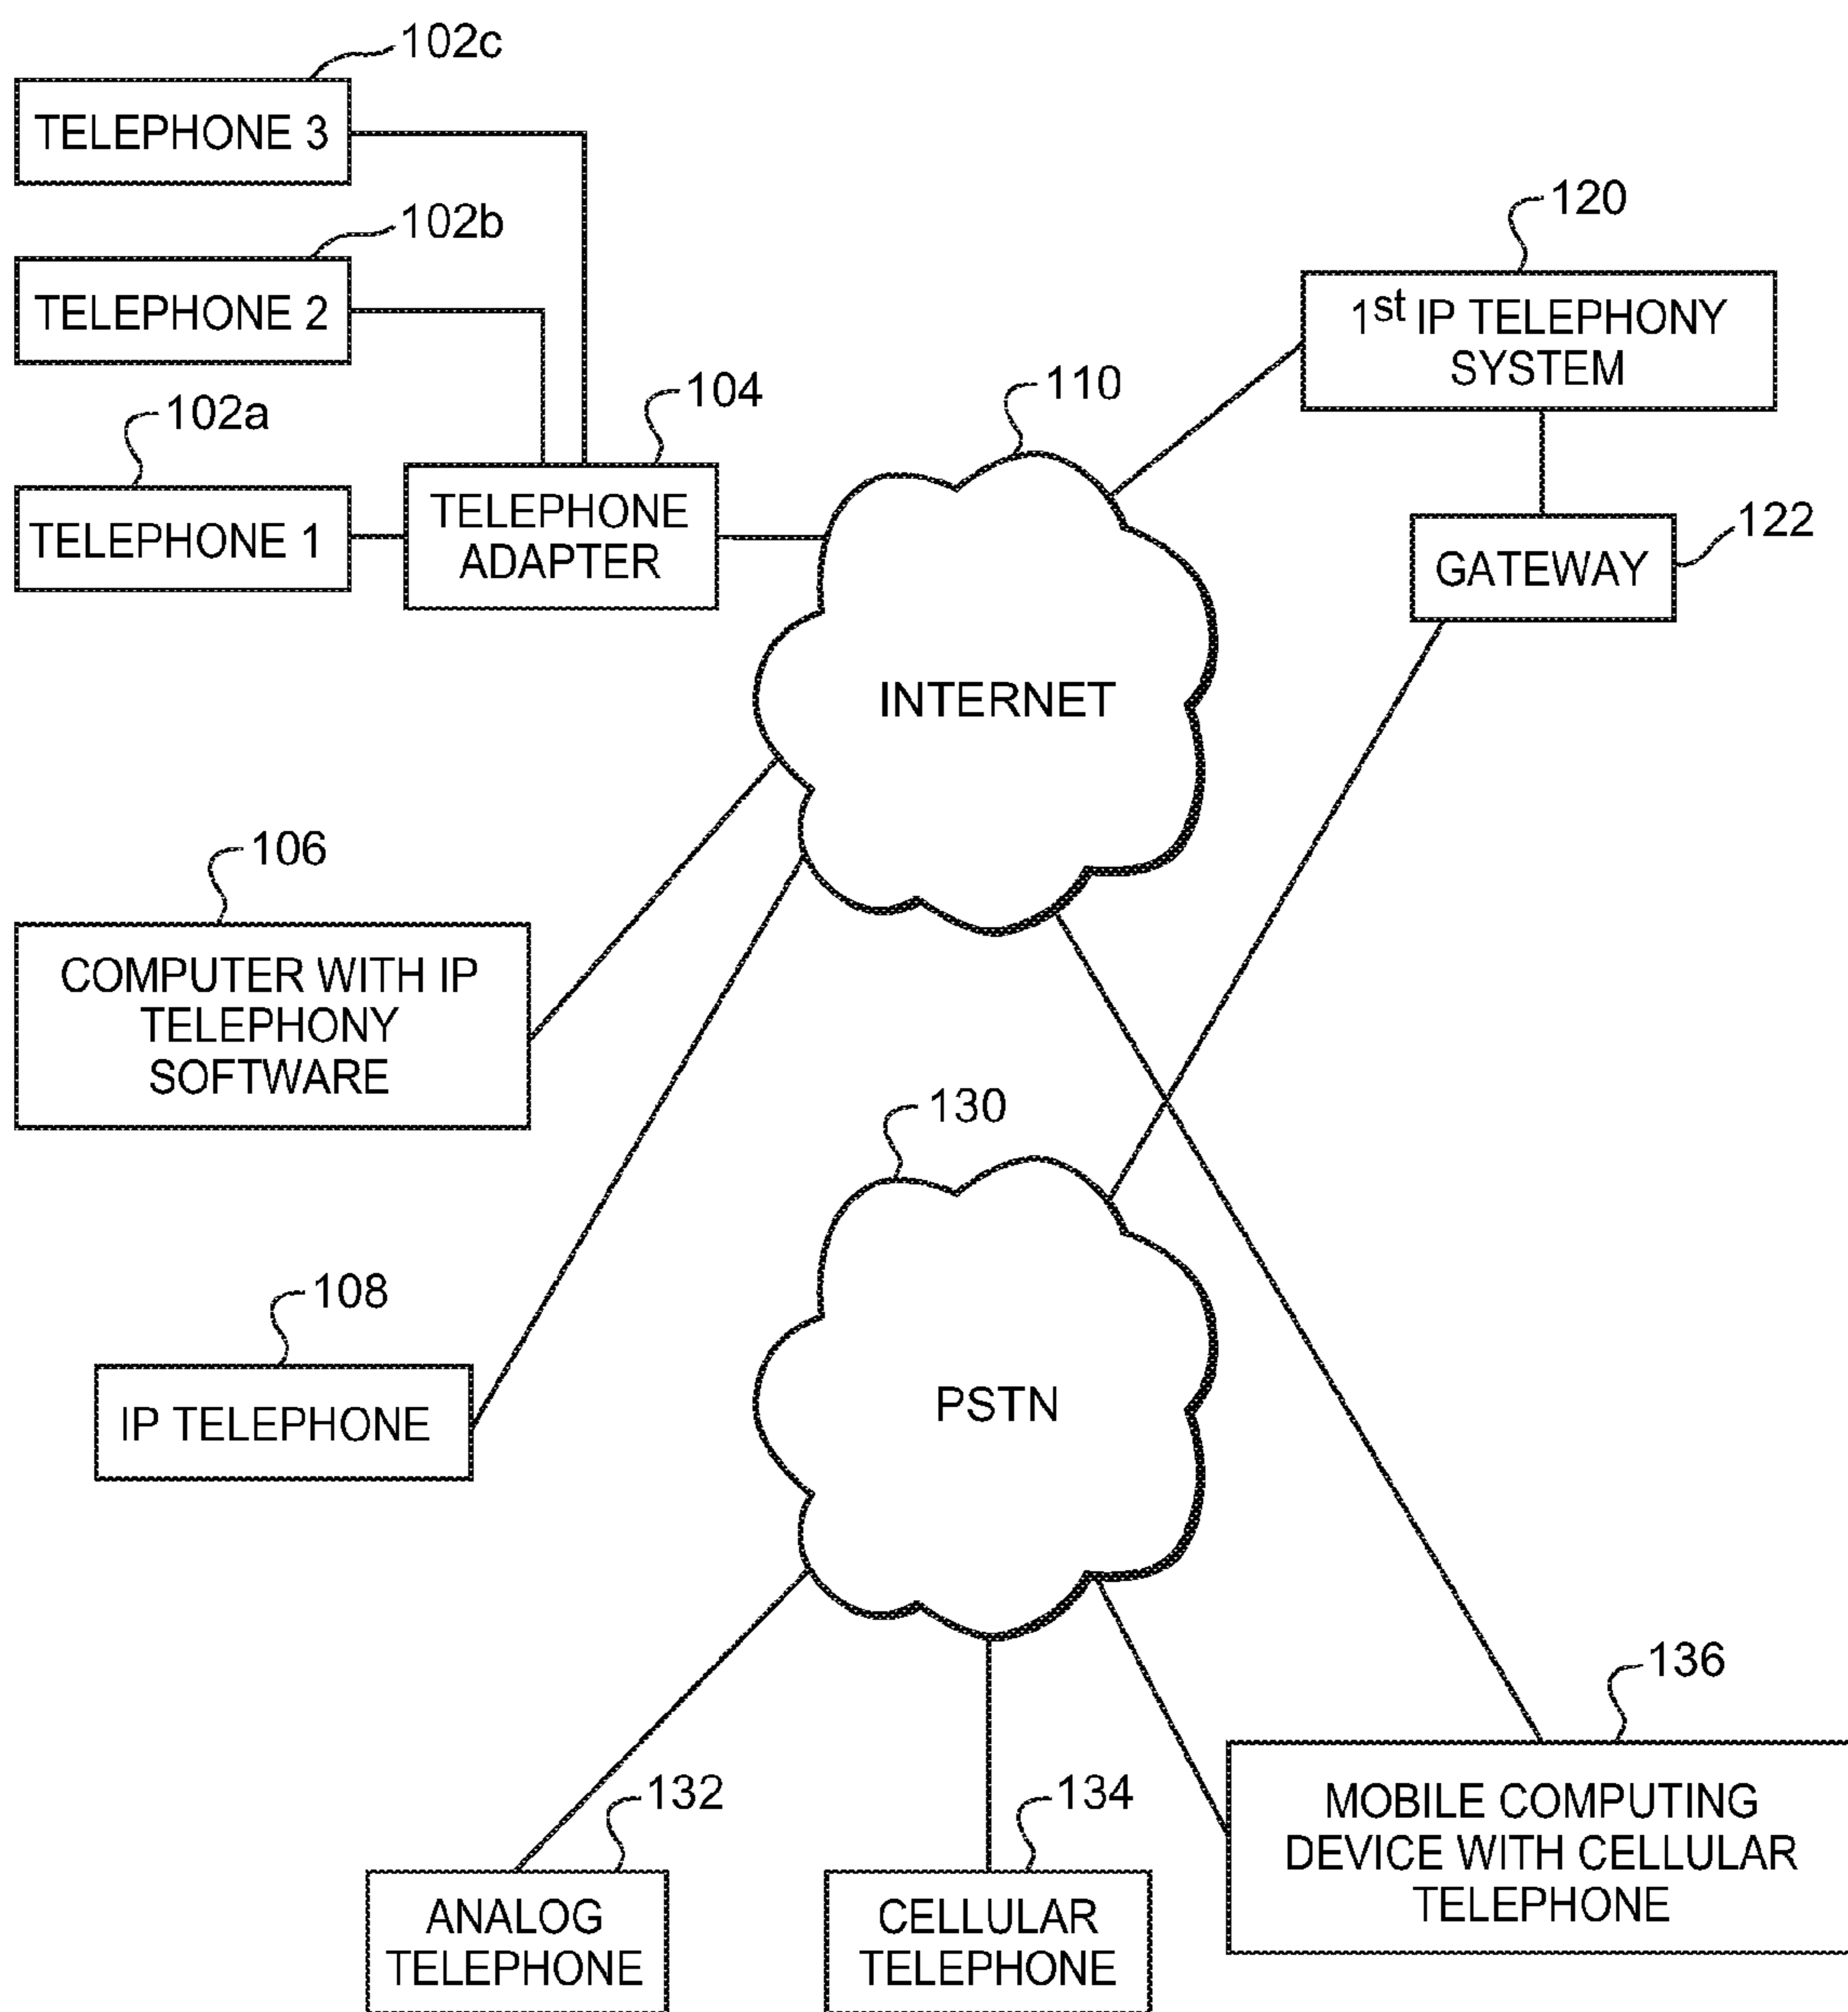 102c
TELEPHONE 3
102b
TELEPHONE 2
102a
TELEPHONE 1
104
TELEPHONE
ADAPTER
110
INTERNET
120
1st IP TELEPHONY
SYSTEM
122
GATEWAY
106
COMPUTER WITH IP
TELEPHONY
SOFTWARE
108
IP TELEPHONE
130
PSTN
132
ANALOG
TELEPHONE
134
CELLULAR
TELEPHONE
136
MOBILE COMPUTING
DEVICE WITH CELLULAR
TELEPHONE